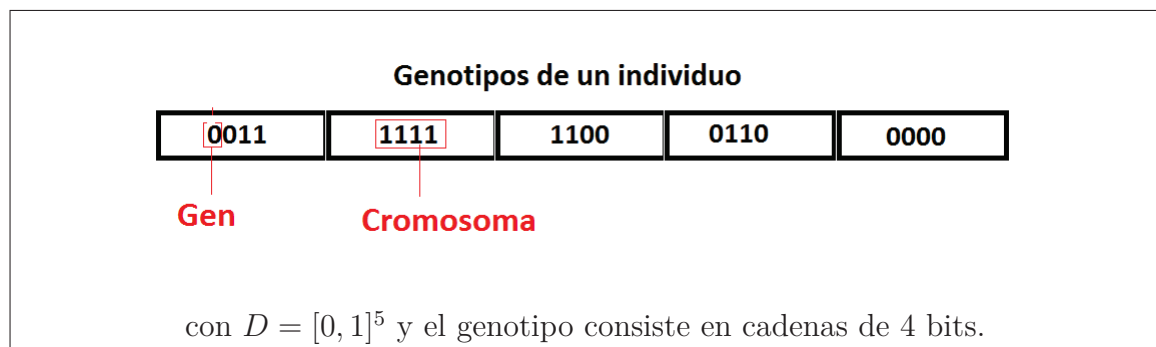 Genotipos de un individuo
0011 1111 1100 0110 0000
Gen Cromosoma
con $D = [0, 1]^5$ y el genotipo consiste en cadenas de 4 bits.